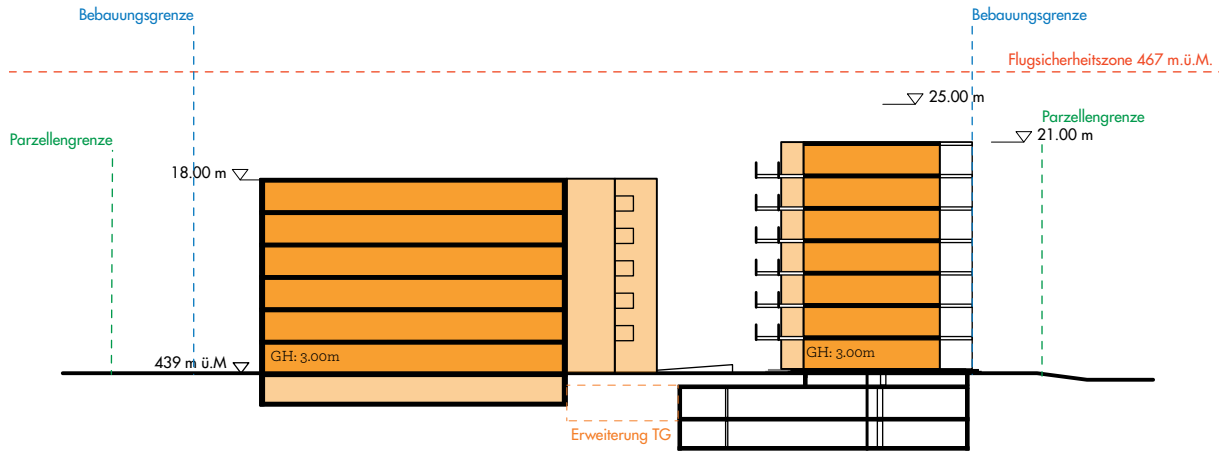 Bebauungsgrenze
Bebauungsgrenze
Flugsicherheitszone 467 m.ü.M.
25.00 m
Parzellengrenze
21.00 m
Parzellengrenze
18.00 m
439 m ü.M
GH: 3.00m
GH: 3.00m
Erweiterung TG